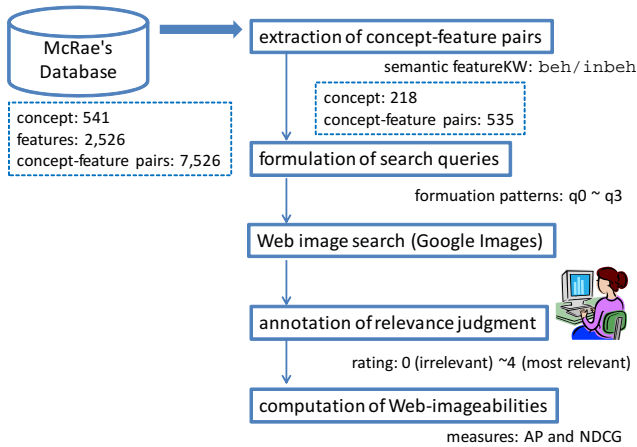 McRae's
Database
extraction of concept-feature pairs
semantic featureKW: beh/inbeh
concept: 541
features: 2,526
concept-feature pairs: 7,526
concept: 218
concept-feature pairs: 535
formulation of search queries
formuation patterns: q0 ~ q3
Web image search (Google Images)
annotation of relevance judgment
rating: 0 (irrelevant) ~4 (most relevant)
computation of Web-imageabilities
measures: AP and NDCG